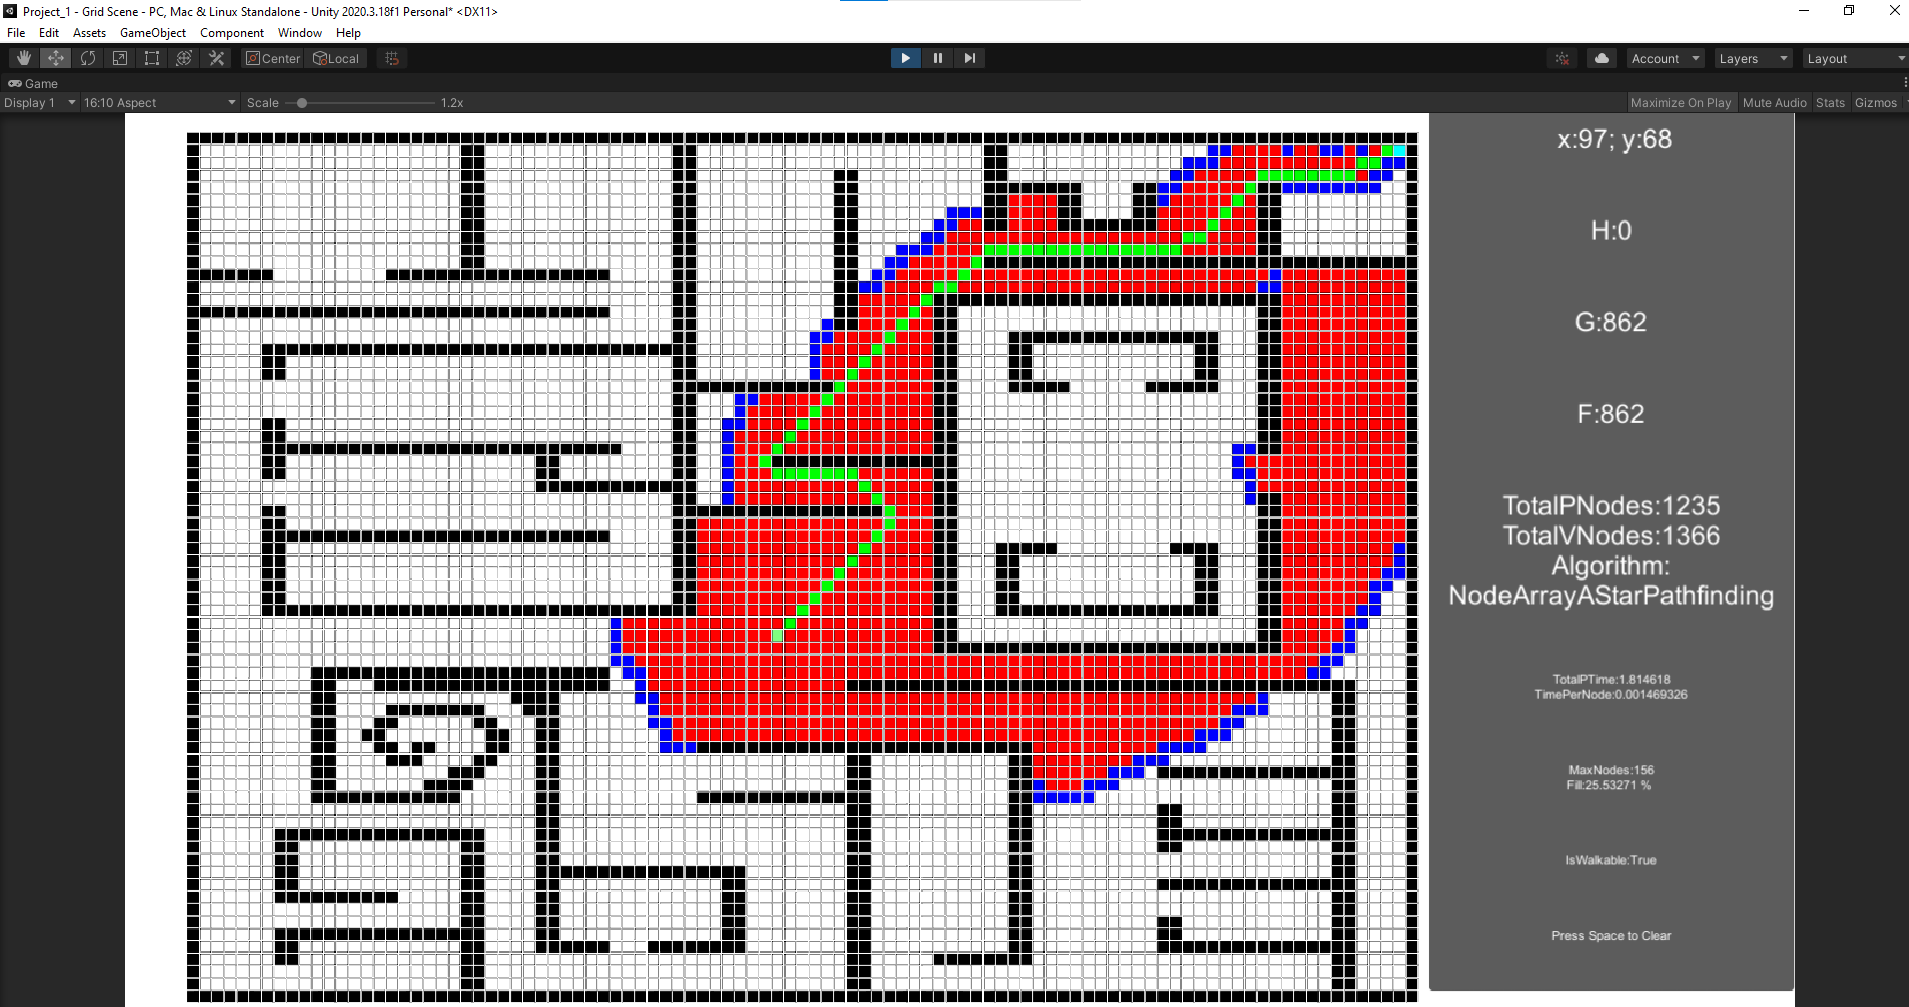 Project_1 - Grid Scene - PC, Mac & Linux Standalone - Unity 2020.3.18f1 Personal* <DX11>
File Edit Assets GameObject Component Window Help
Center Local Account Layers Layout
Game
Display 1 16:10 Aspect Scale 1.2x Maximize On Play Mute Audio Stats Gizmos
x:97; y:68
H:0
G:862
F:862
TotalPNodes:1235
TotalVNodes:1366
Algorithm:
NodeArrayAStarPathfinding
TotalPTime:1.814618
TimePerNode:0.001469326
MaxNodes:156
Fill:25.53271 %
IsWalkable:True
Press Space to Clear